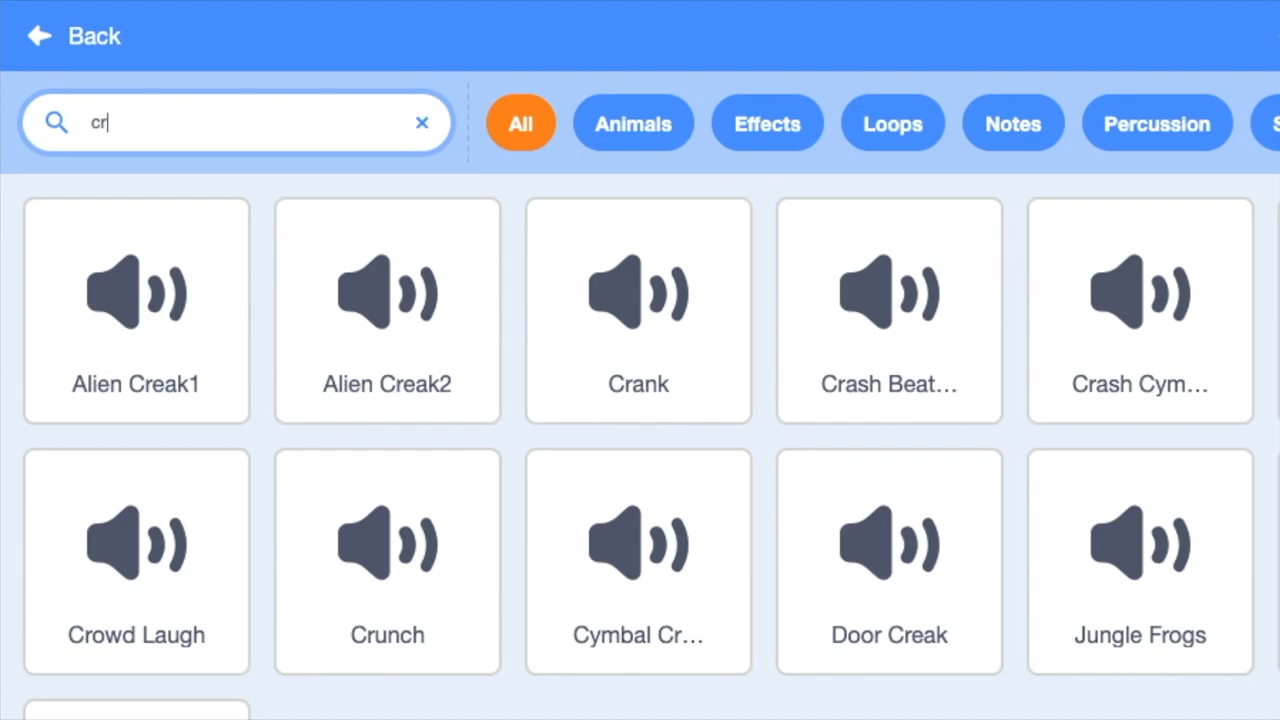 Back
cr
All
Animals
Effects
Loops
Notes
Percussion
Alien Creak1
Alien Creak2
Crank
Crash Beat…
Crash Cym…
Crowd Laugh
Crunch
Cymbal Cr…
Door Creak
Jungle Frogs